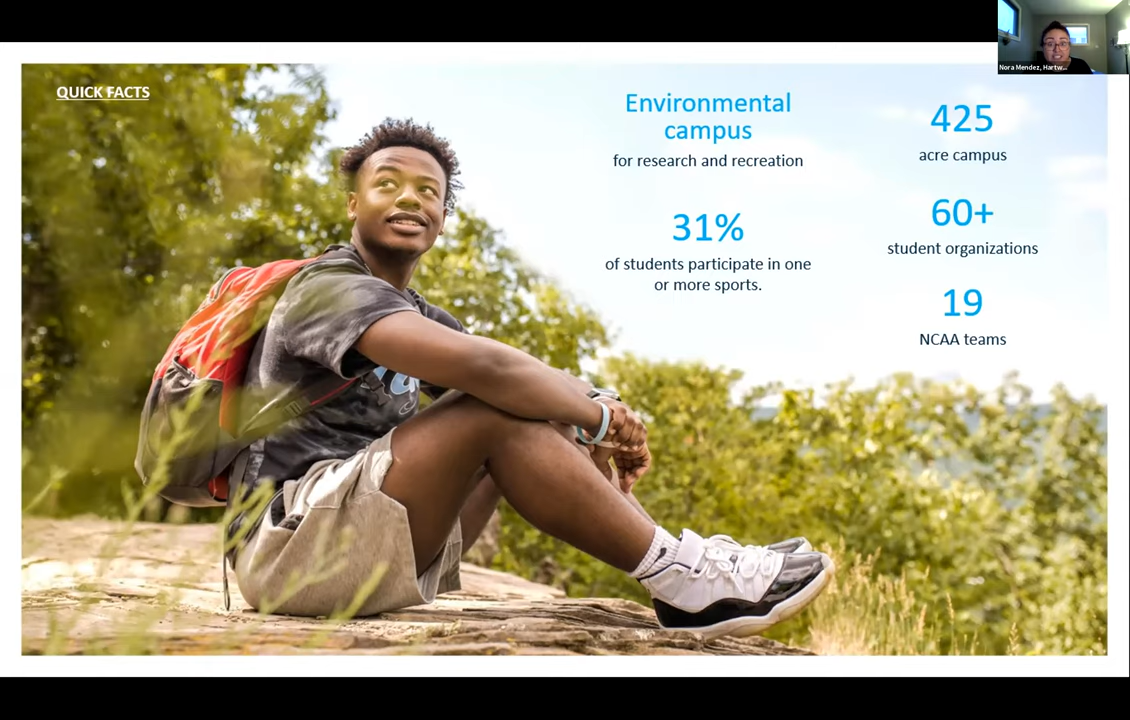 QUICK FACTS
Environmental
campus
for research and recreation
31%
of students participate in one
or more sports.
425
acre campus
60+
student organizations
19
NCAA teams
Nora Mendez, Hartw...